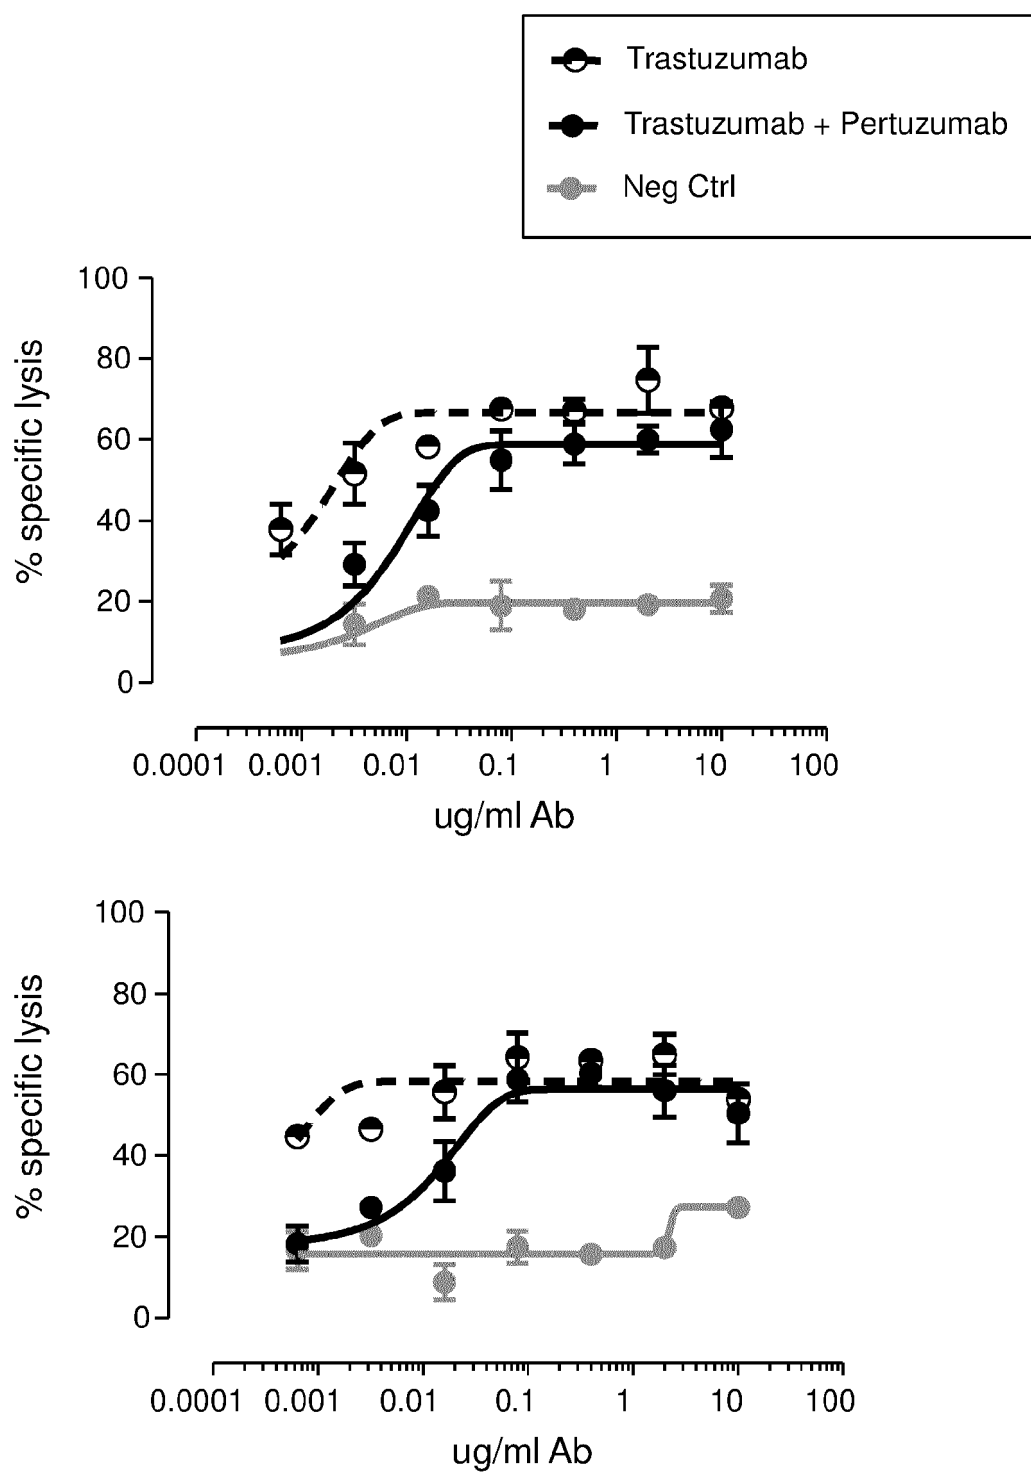 Trastuzumab
Trastuzumab + Pertuzumab
Neg Ctrl
100
80
60
40
20
0
% specific lysis
0.0001 0.001 0.01 0.1 1 10 100
ug/ml Ab
100
80
60
40
20
0
% specific lysis
0.0001 0.001 0.01 0.1 1 10 100
ug/ml Ab